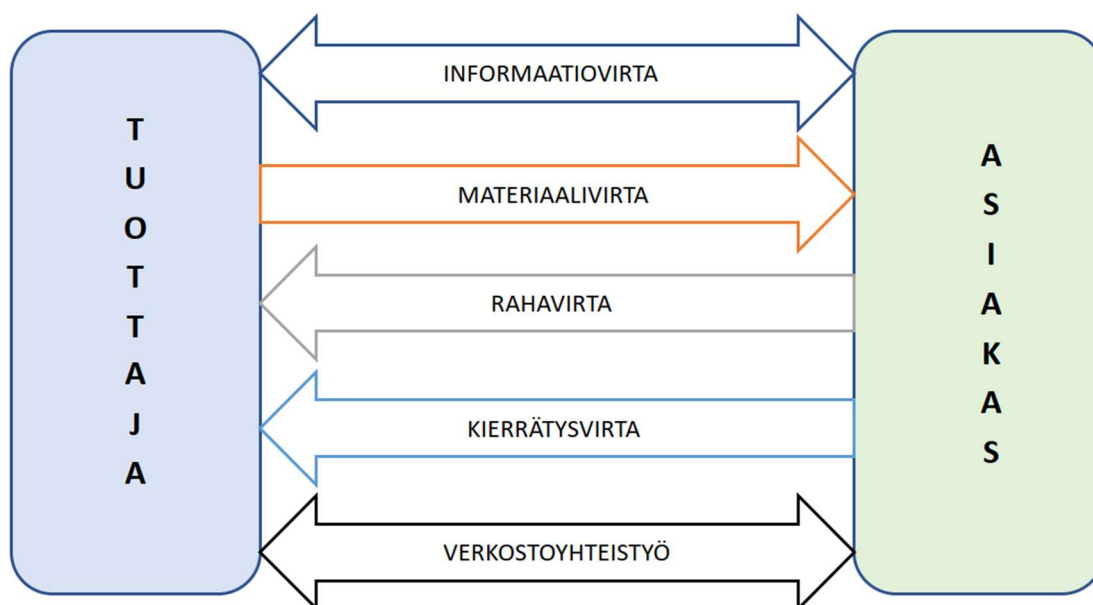 TUOTTAJA
INFORMAATIOVIRTA
MATERIAALIVIRTA
RAHAVIRTA
KIERRÄTYSVIRTA
VERKOSTOYHTEISTYÖ
ASIAKAS